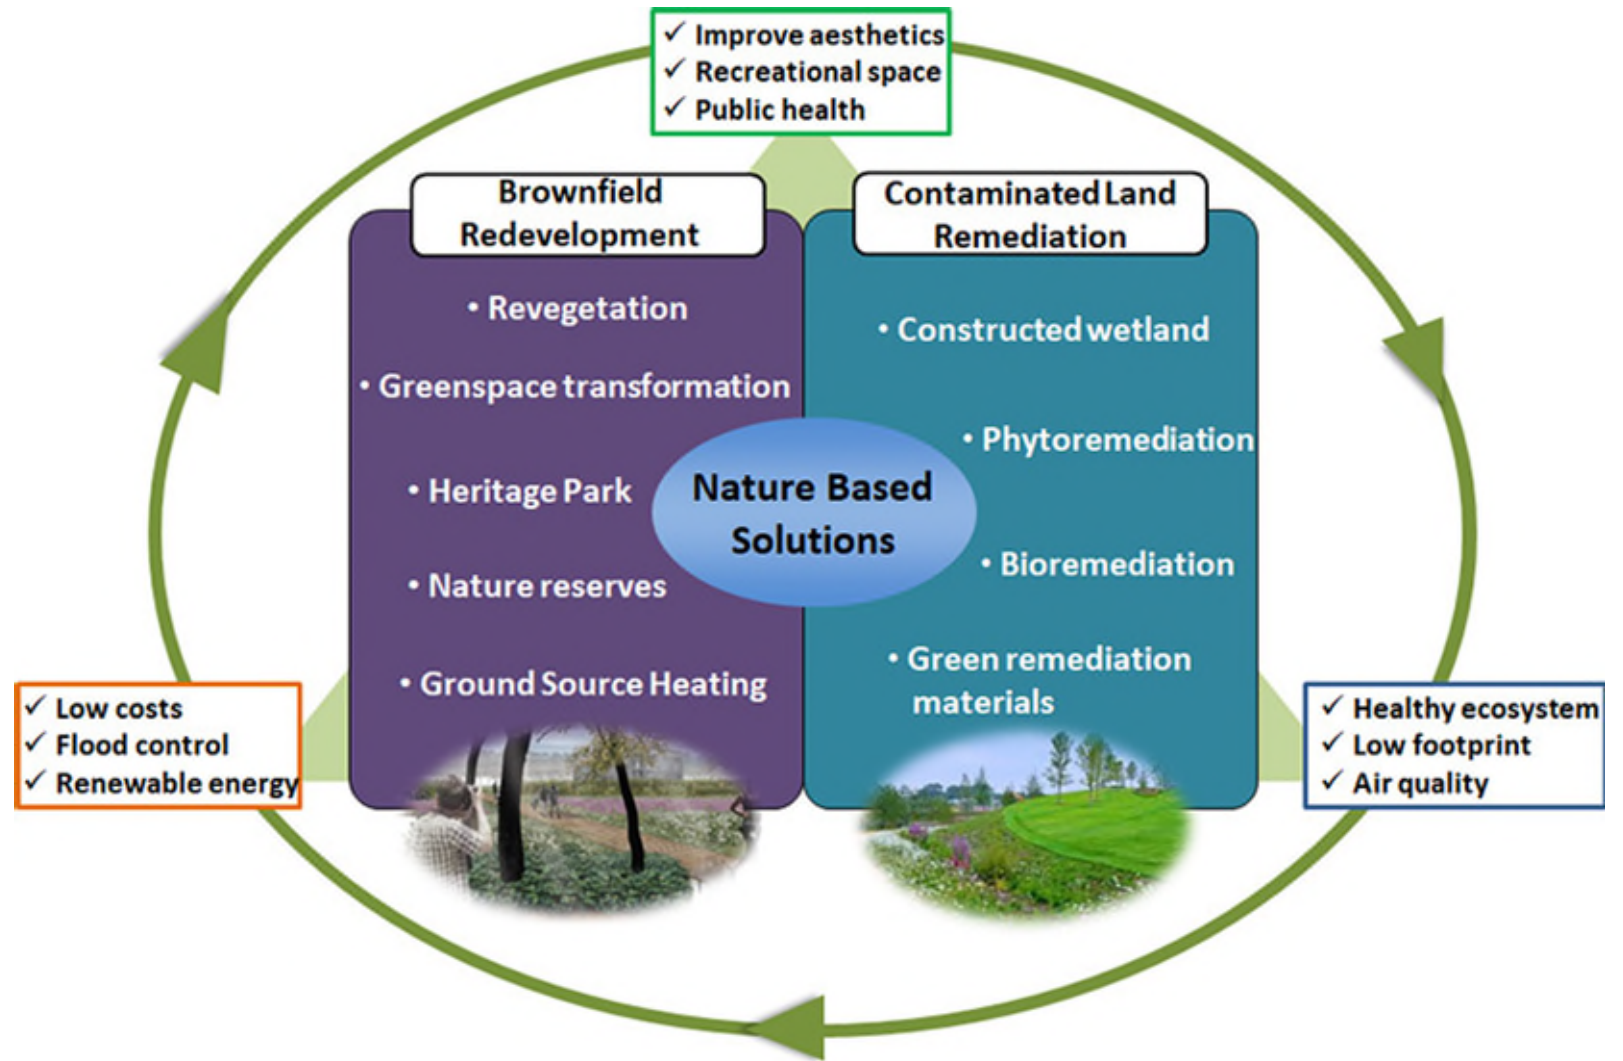 ✓ Improve aesthetics
✓ Recreational space
✓ Public health
Brownfield
Redevelopment
• Revegetation
• Greenspace transformation
• Heritage Park
• Nature reserves
• Ground Source Heating
Contaminated Land
Remediation
• Constructed wetland
• Phytoremediation
• Bioremediation
• Green remediation
materials
Nature Based
Solutions
✓ Low costs
✓ Flood control
✓ Renewable energy
✓ Healthy ecosystem
✓ Low footprint
✓ Air quality